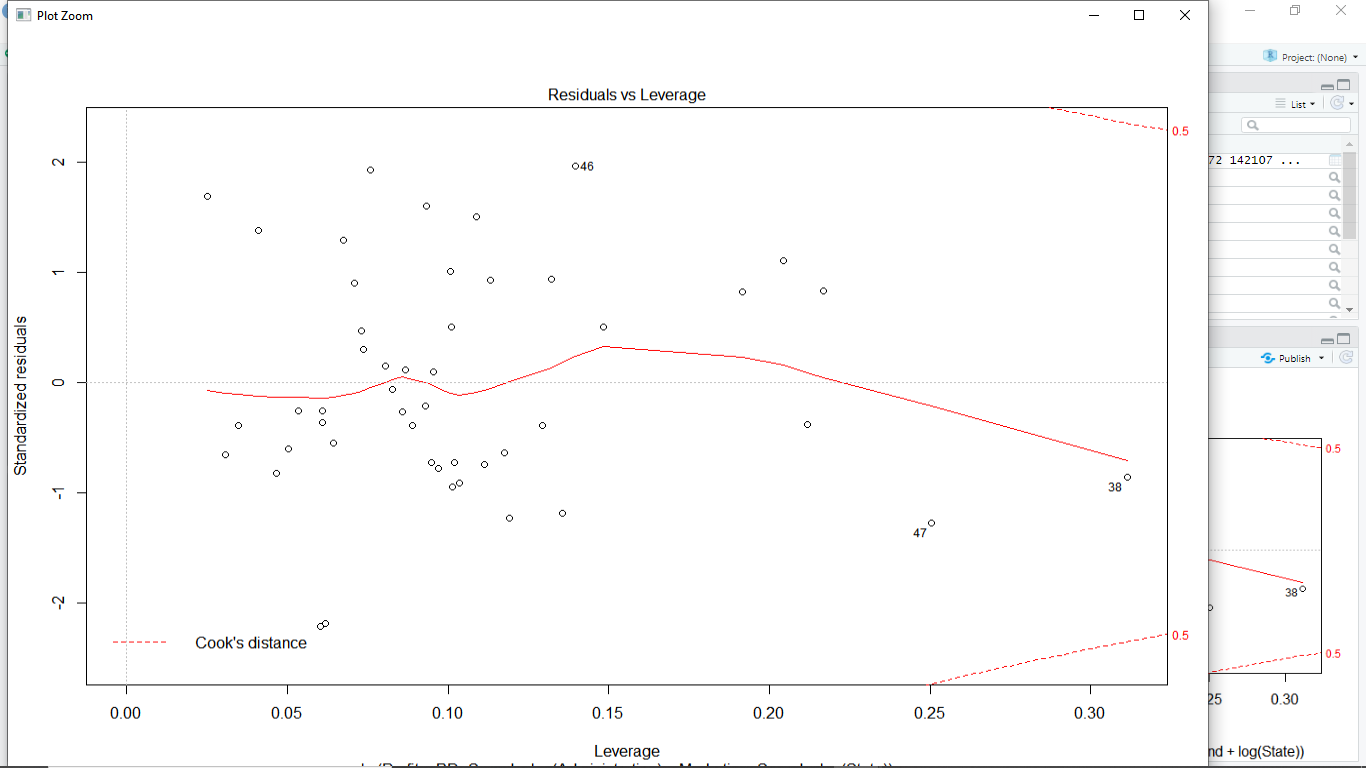 Plot Zoom
Project: (None)
Residuals vs Leverage
List
0.5
2
46
72 142107 ...
1
Standardized residuals
0
Publish
-1
38
47
0.5
38
-2
Cook's distance
0.5
0.5
0.00 0.05 0.10 0.15 0.20 0.25 0.30
25 0.30
Leverage
nd + log(State))